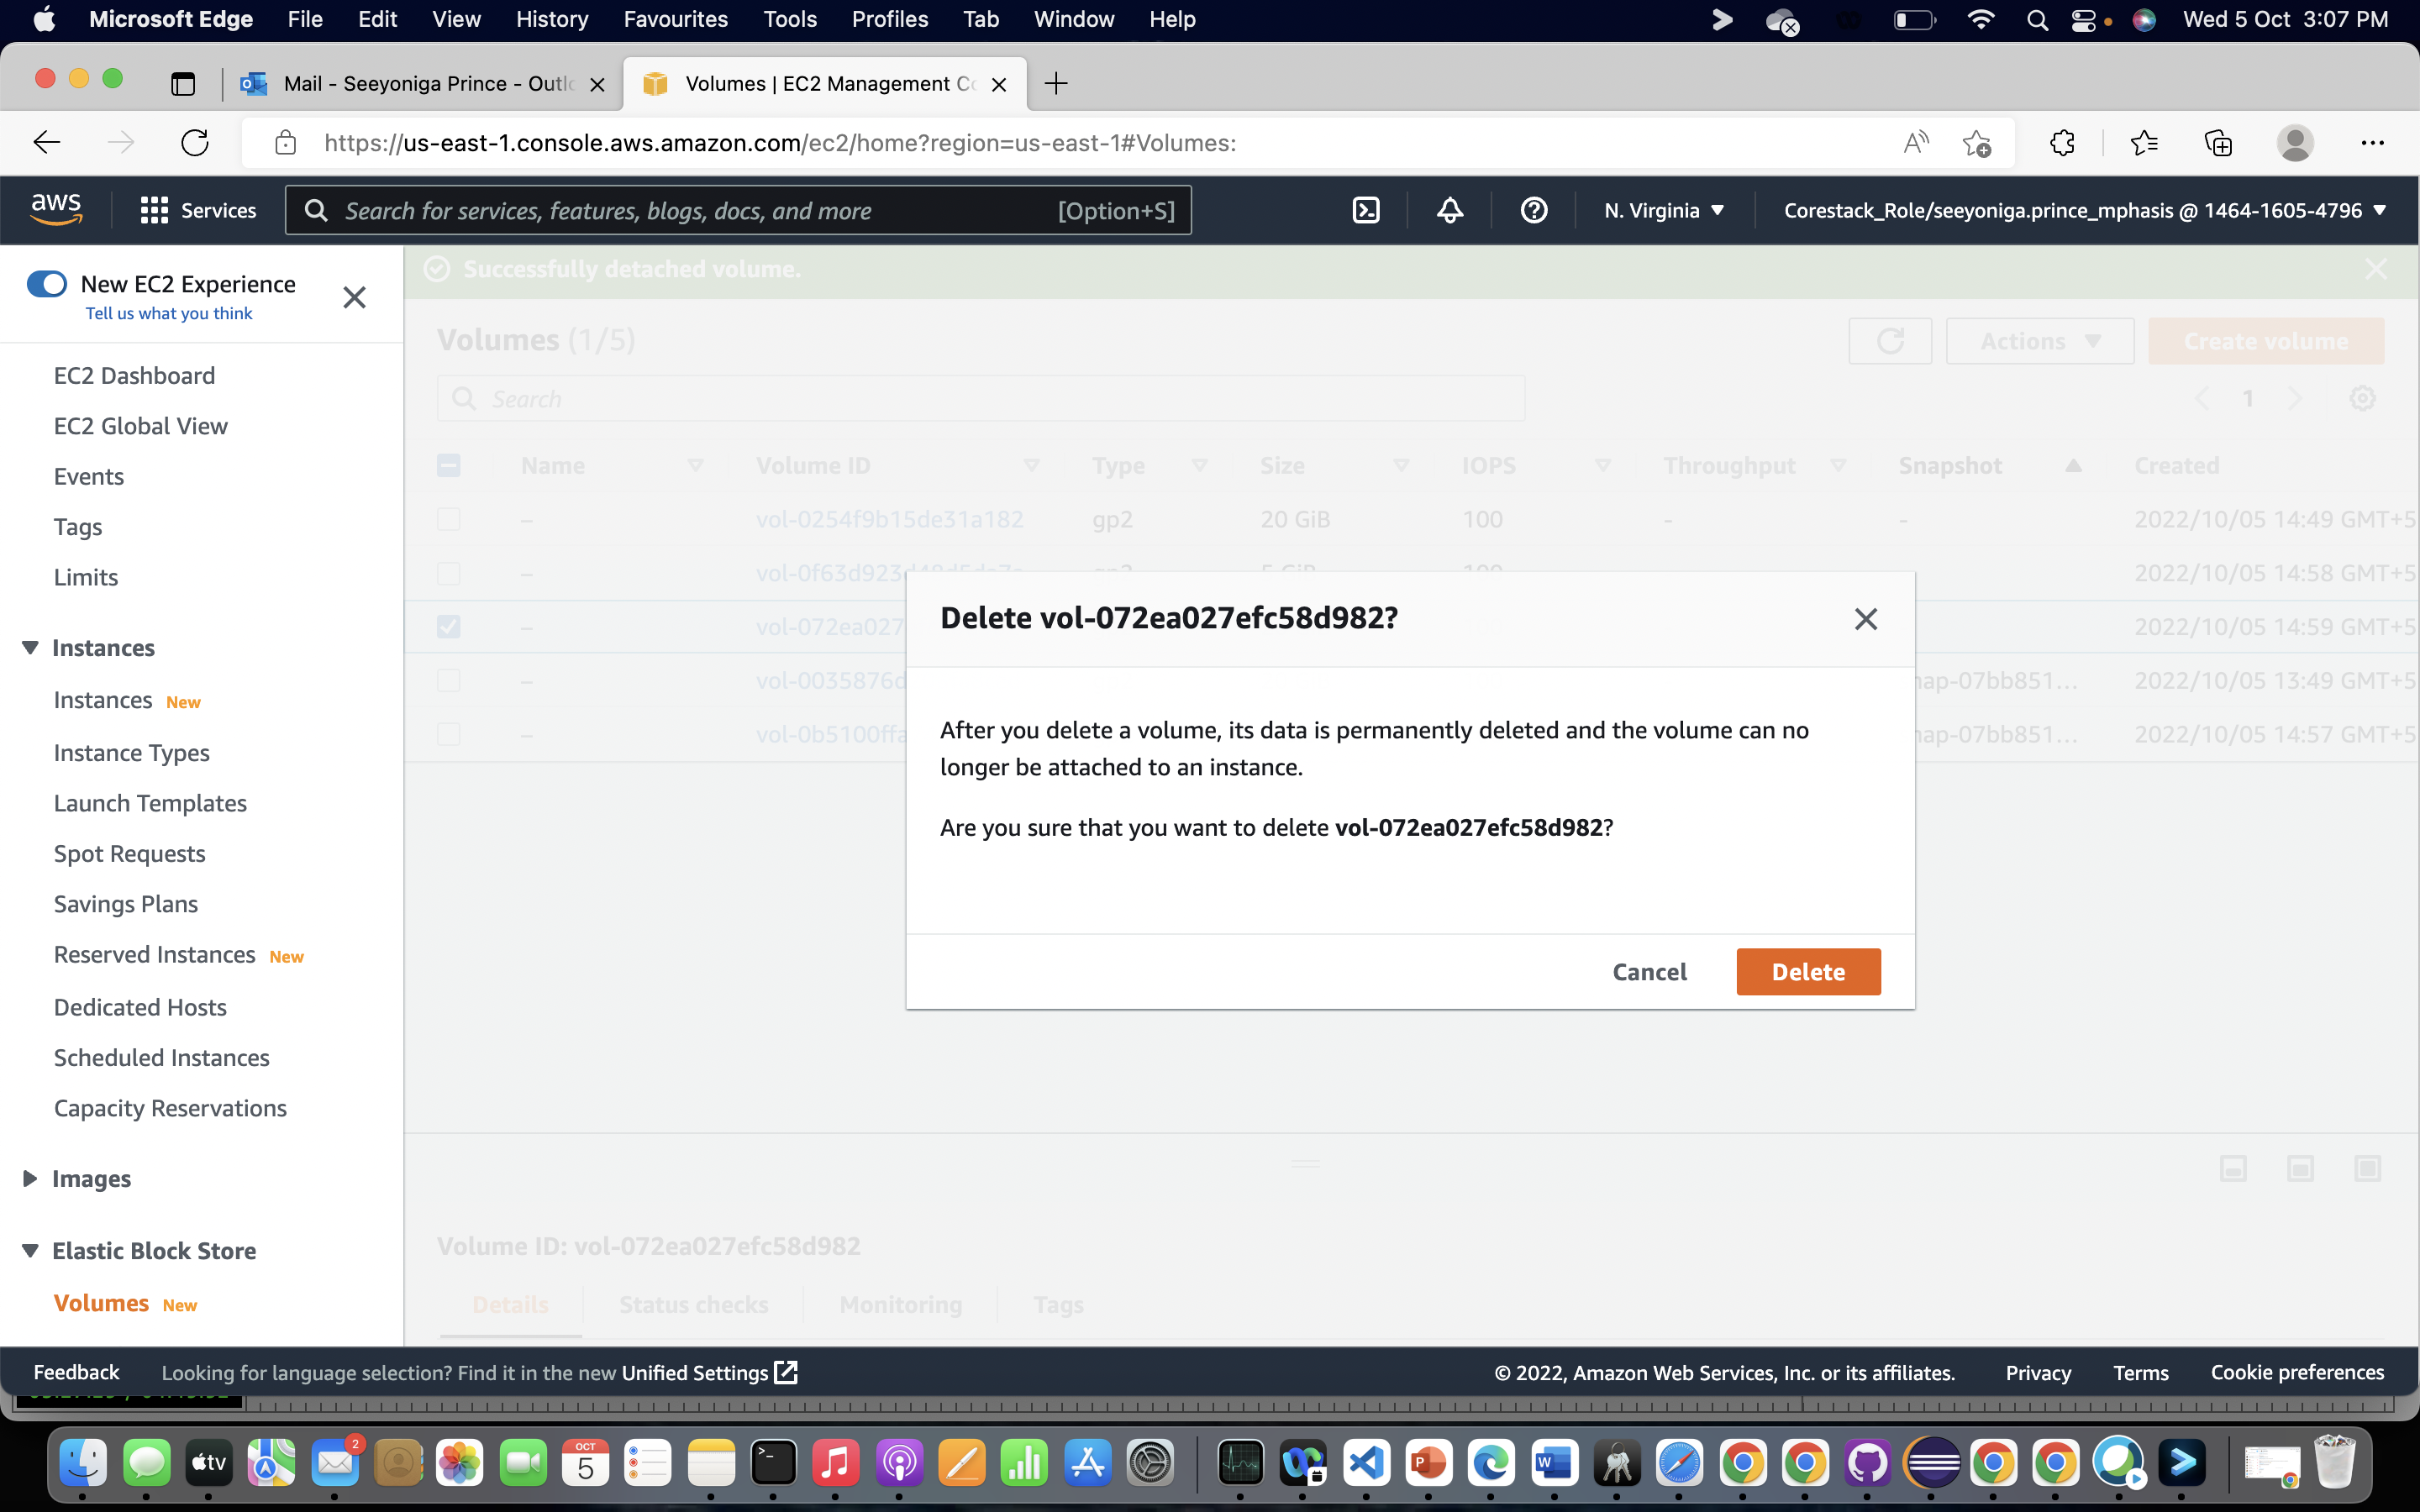 Microsoft Edge File Edit View History Favourites Tools Profiles Tab Window Help Wed 5 Oct 3:07 PM
Mail - Seeyoniga Prince - Outlo
Volumes | EC2 Management Co
https://us-east-1.console.aws.amazon.com/ec2/home?region=us-east-1#Volumes:
aws Services Search for services, features, blogs, docs, and more [Option+S] N. Virginia Corestack_Role/seeyoniga.prince_mphasis @ 1464-1605-4796
New EC2 Experience
Tell us what you think
EC2 Dashboard
EC2 Global View
Events
Tags
Limits
Instances
Instances New
Instance Types
Launch Templates
Spot Requests
Savings Plans
Reserved Instances New
Dedicated Hosts
Scheduled Instances
Capacity Reservations
Images
Elastic Block Store
Volumes New
Successfully detached volume.
Volumes (1/5) Actions Create volume
Search 1
Name Volume ID Type Size IOPS Throughput Snapshot Created
– vol-0254f9b15de31a182 gp2 20 GiB 100 - - 2022/10/05 14:49 GMT+5
– vol-0f63d923 2022/10/05 14:58 GMT+5
– vol-072ea027 2022/10/05 14:59 GMT+5
– vol-0035876d ap-07bb851... 2022/10/05 13:49 GMT+5
– vol-0b5100ffa ap-07bb851... 2022/10/05 14:57 GMT+5
Delete vol-072ea027efc58d982?
After you delete a volume, its data is permanently deleted and the volume can no
longer be attached to an instance.
Are you sure that you want to delete vol-072ea027efc58d982?
Cancel Delete
Volume ID: vol-072ea027efc58d982
Details Status checks Monitoring Tags
Feedback Looking for language selection? Find it in the new Unified Settings © 2022, Amazon Web Services, Inc. or its affiliates. Privacy Terms Cookie preferences
tv
2
OCT
5
P
W